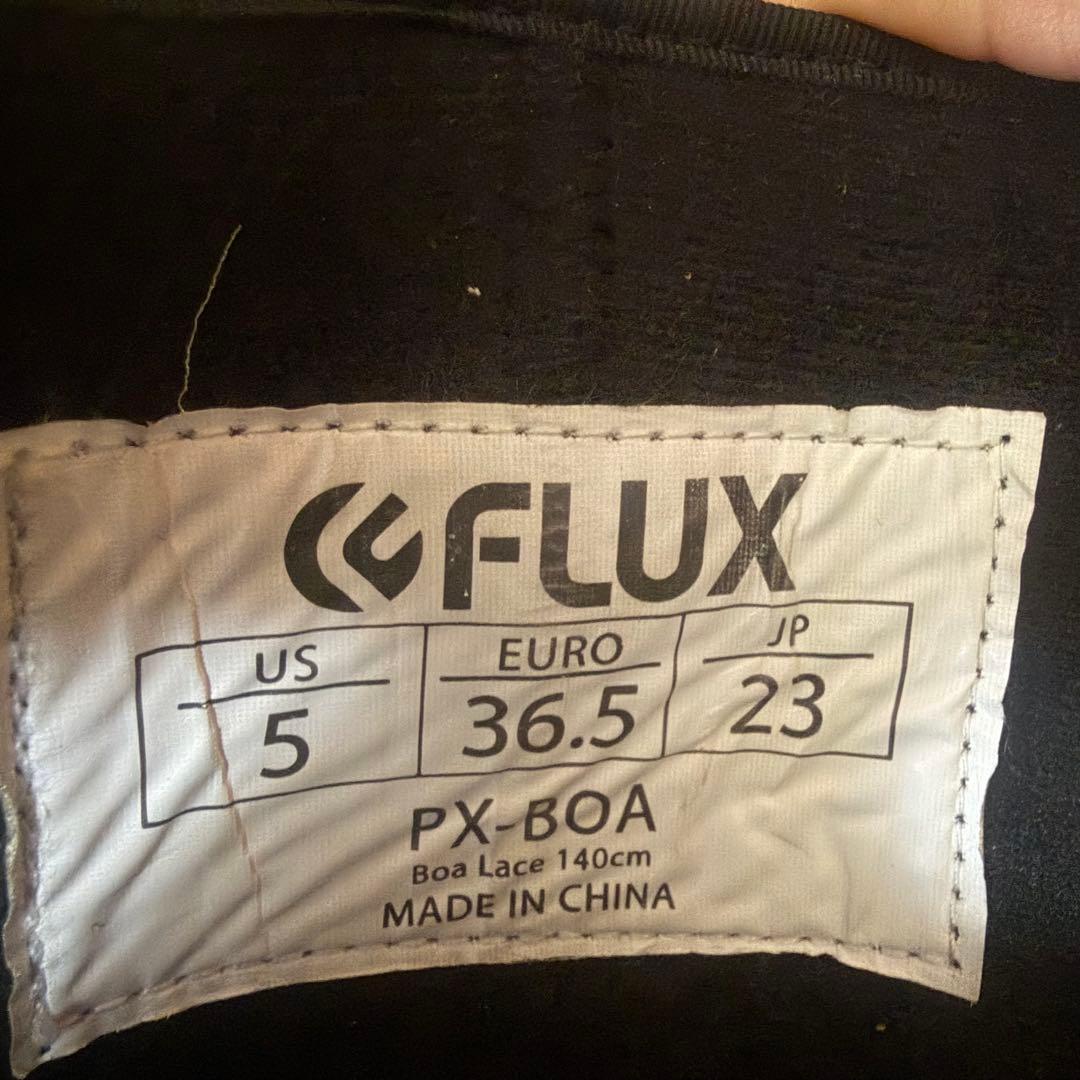 FLUX
US EURO JP
5 36.5 23
PX-BOA
Boa Lace 140cm
MADE IN CHINA